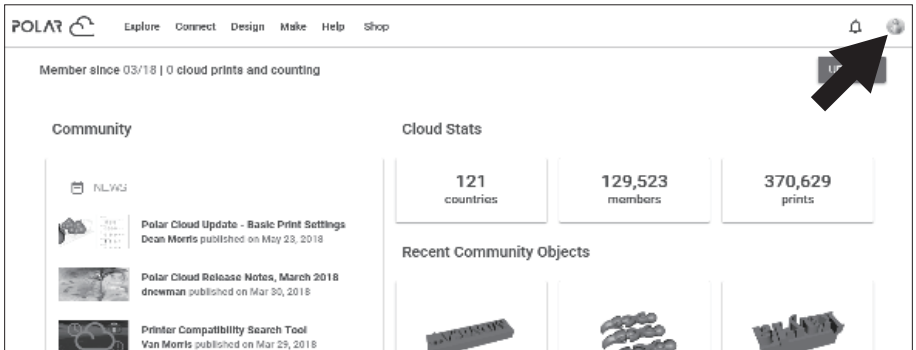 POLAR
Explore Connect Design Make Help Shop
Member since 03/18 | 0 cloud prints and counting
Community
Cloud Stats
NEWS
121
countries
129,523
members
370,629
prints
Polar Cloud Update - Basic Print Settings
Dean Morris published on May 23, 2018
Recent Community Objects
Polar Cloud Release Notes, March 2018
dnewman published on Mar 30, 2018
Printer Compatibility Search Tool
Van Morris published on Mar 29, 2018